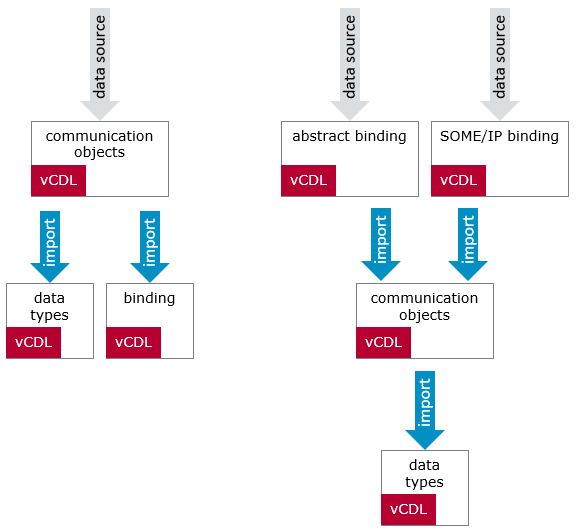 data source
data source
data source
communication
objects
vCDL
abstract binding
vCDL
SOME/IP binding
vCDL
import
import
import
import
data
types
vCDL
binding
vCDL
communication
objects
vCDL
import
data
types
vCDL